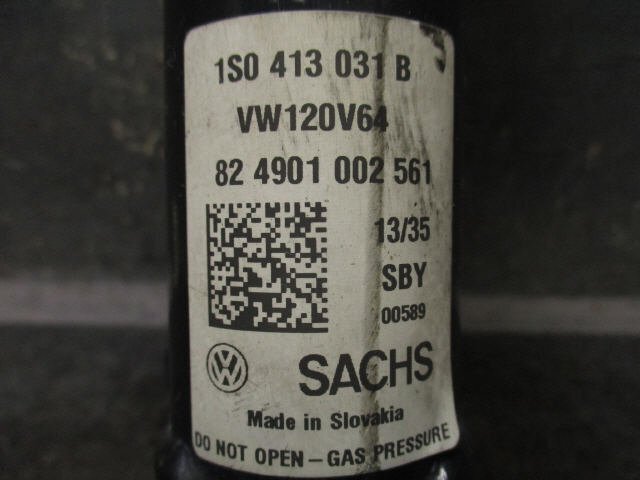 1S0 413 031 B
VW120V64
82 4901 002 561
13/35
SBY
00589
SACHS
Made in Slovakia
DO NOT OPEN – GAS PRESSURE